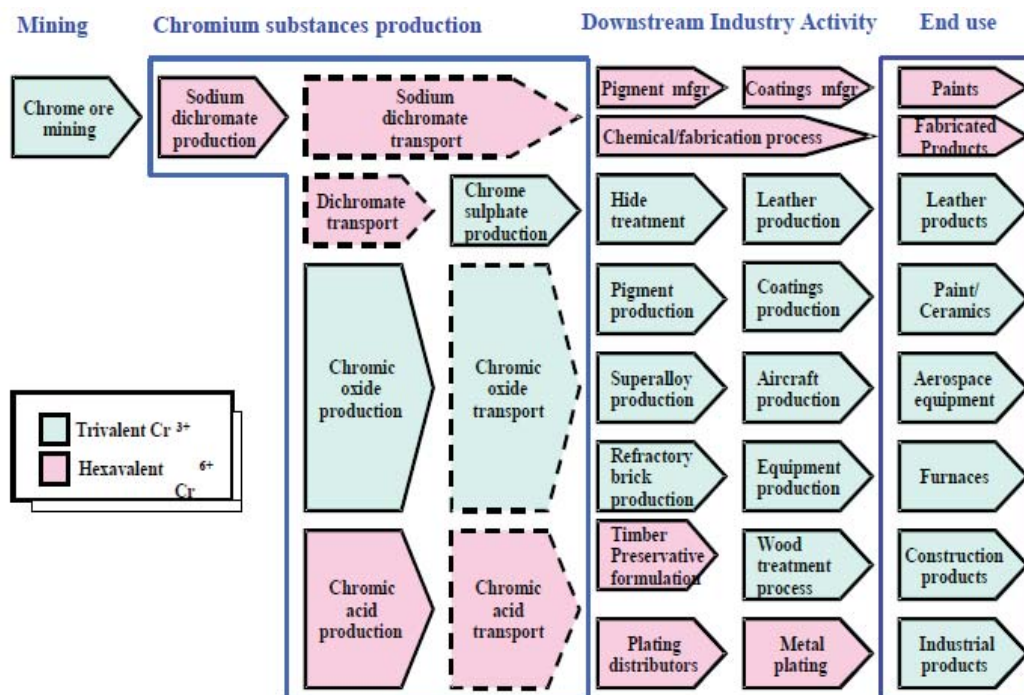 Mining
Chromium substances production
Downstream Industry Activity
End use
Chrome ore
mining
Sodium
dichromate
production
Sodium
dichromate
transport
Pigment mfgr
Coatings mfgr
Paints
Chemical/fabrication process
Fabricated
Products
Dichromate
transport
Chrome
sulphate
production
Hide
treatment
Leather
production
Leather
products
Chromic
oxide
production
Chromic
oxide
transport
Pigment
production
Coatings
production
Paint/
Ceramics
Superalloy
production
Aircraft
production
Aerospace
equipment
Refractory
brick
production
Equipment
production
Furnaces
Trivalent Cr 3+
Hexavalent 6+
Cr
Chromic
acid
production
Chromic
acid
transport
Timber
Preservative
formulation
Wood
treatment
process
Construction
products
Plating
distributors
Metal
plating
Industrial
products